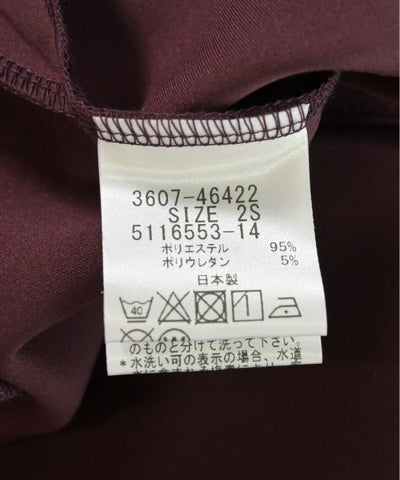 3607-46422
SIZE 2S
5116553-14
ポリエステル 95%
ポリウレタン 5%
日本製
40
のものと分けて洗って下さい。
*水洗い可の表示の場合、水道